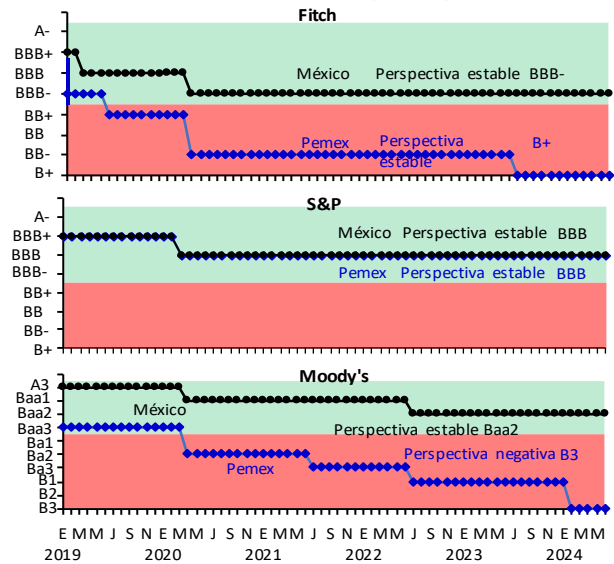 Fitch
A-
BBB+
BBB
BBB-
BB+
BB
BB-
B+
México Perspectiva estable BBB-
Pemex Perspectiva estable B+
S&P
A-
BBB+
BBB
BBB-
BB+
BB
BB-
B+
México Perspectiva estable BBB
Pemex Perspectiva estable BBB
Moody's
A3
Baa1
Baa2
Baa3
Ba1
Ba2
Ba3
B1
B2
B3
México
Perspectiva estable Baa2
Perspectiva negativa B3
Pemex
E M M J S N E M M J S N E M M J S N E M M J S N E M M J S N E M M
2019 2020 2021 2022 2023 2024